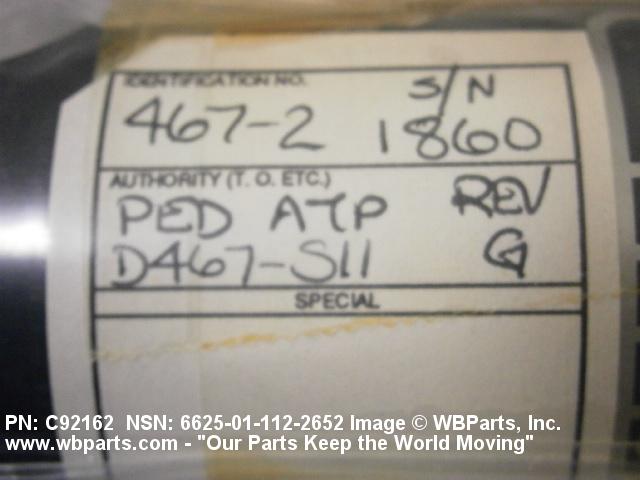 IDENTIFICATION NO.
S/N
467-2 1860
AUTHORITY (T. O. ETC.)
PED ATP REV
D467-S11 G
SPECIAL
PN: C92162 NSN: 6625-01-112-2652 Image © WBParts, Inc.
www.wbparts.com - "Our Parts Keep the World Moving"